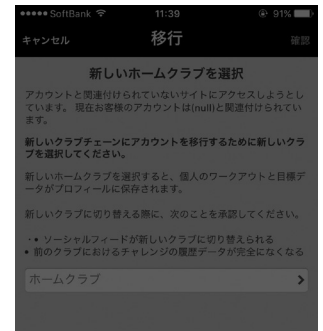 ●●●●● SoftBank 11:39 91%
キャンセル 移行 確認
新しいホームクラブを選択
アカウントと関連付けられていないサイトにアクセスしようとし
ています。 現在お客様のアカウントは(null)と関連付けられてい
ます。
新しいクラブチェーンにアカウントを移行するために新しいクラ
ブを選択してください。
新しいホームクラブを選択すると、個人のワークアウトと目標デ
ータがプロフィールに保存されます。
新しいクラブに切り替える際に、次のことを承認してください。
・• ソーシャルフィードが新しいクラブに切り替えられる
• 前のクラブにおけるチャレンジの履歴データが完全になくなる
ホームクラブ